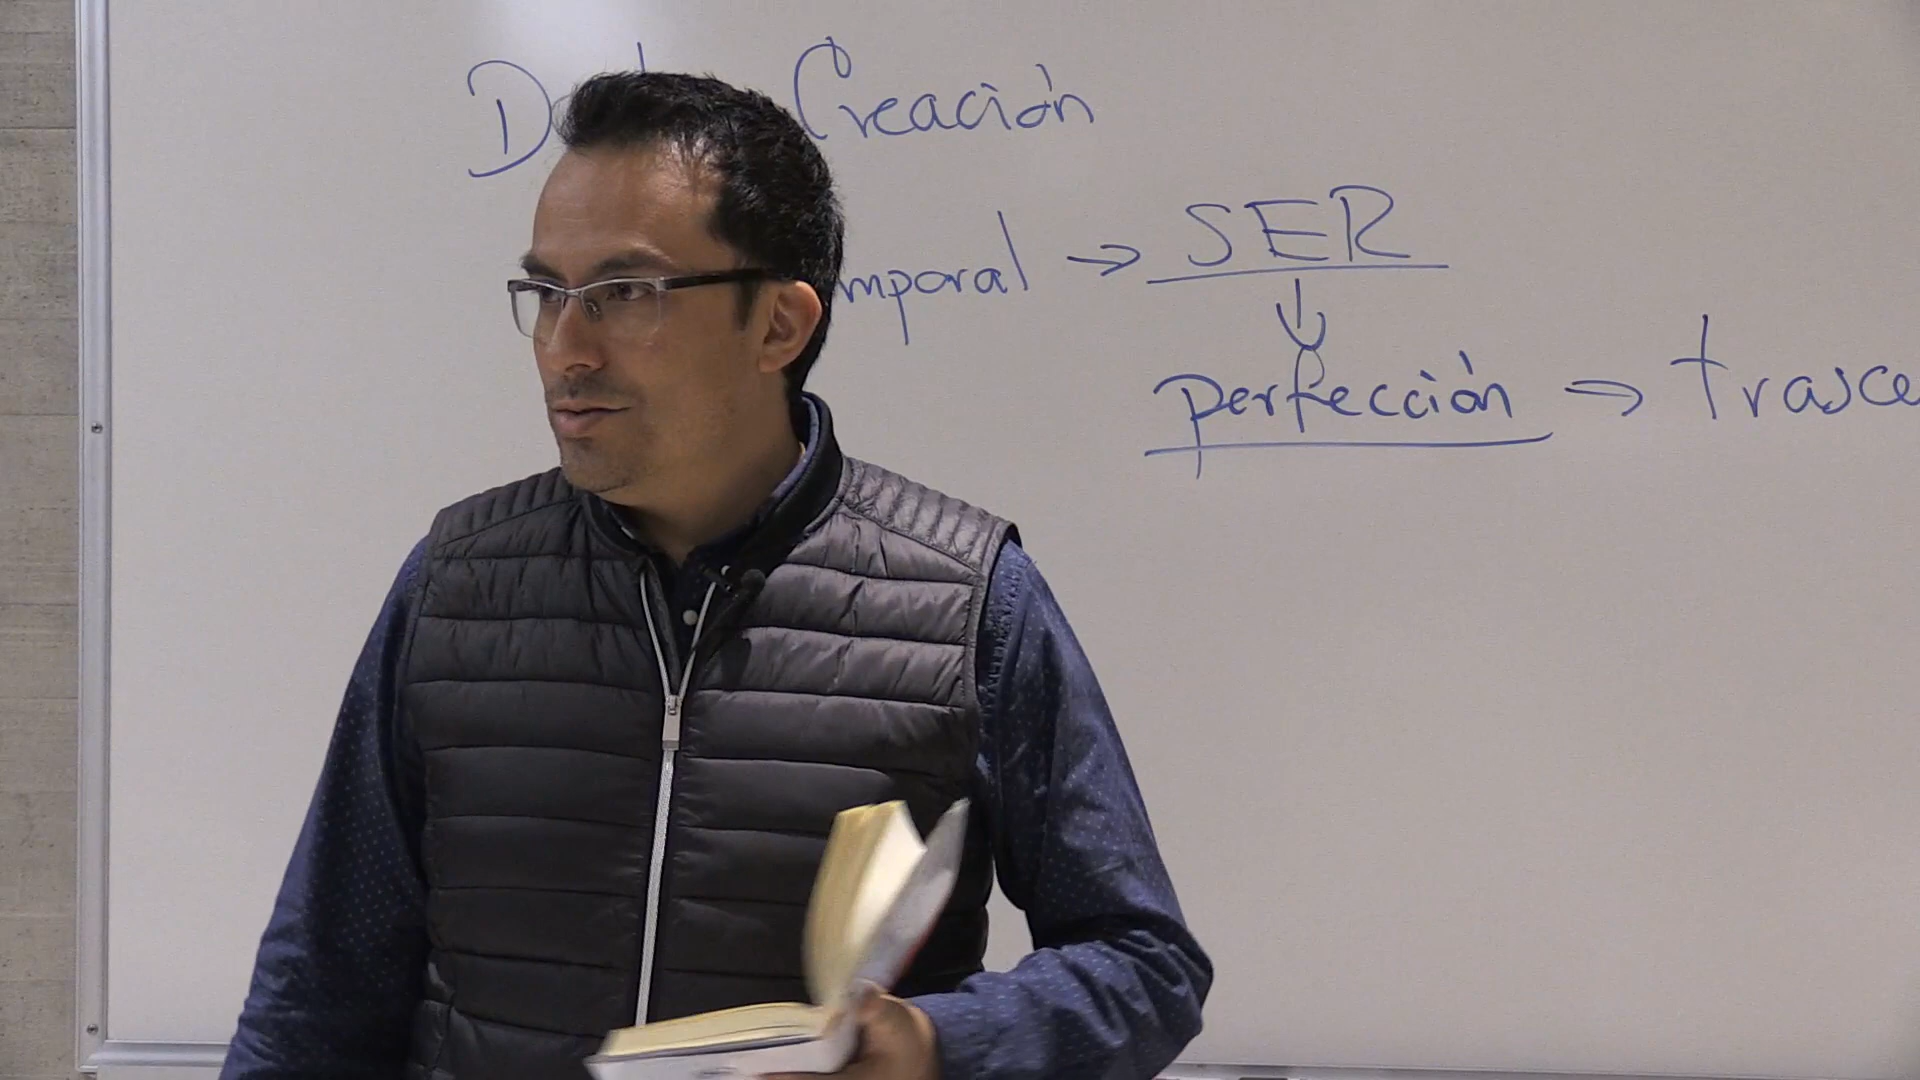 Creación
mporal → SER
↓
perfección → trasce